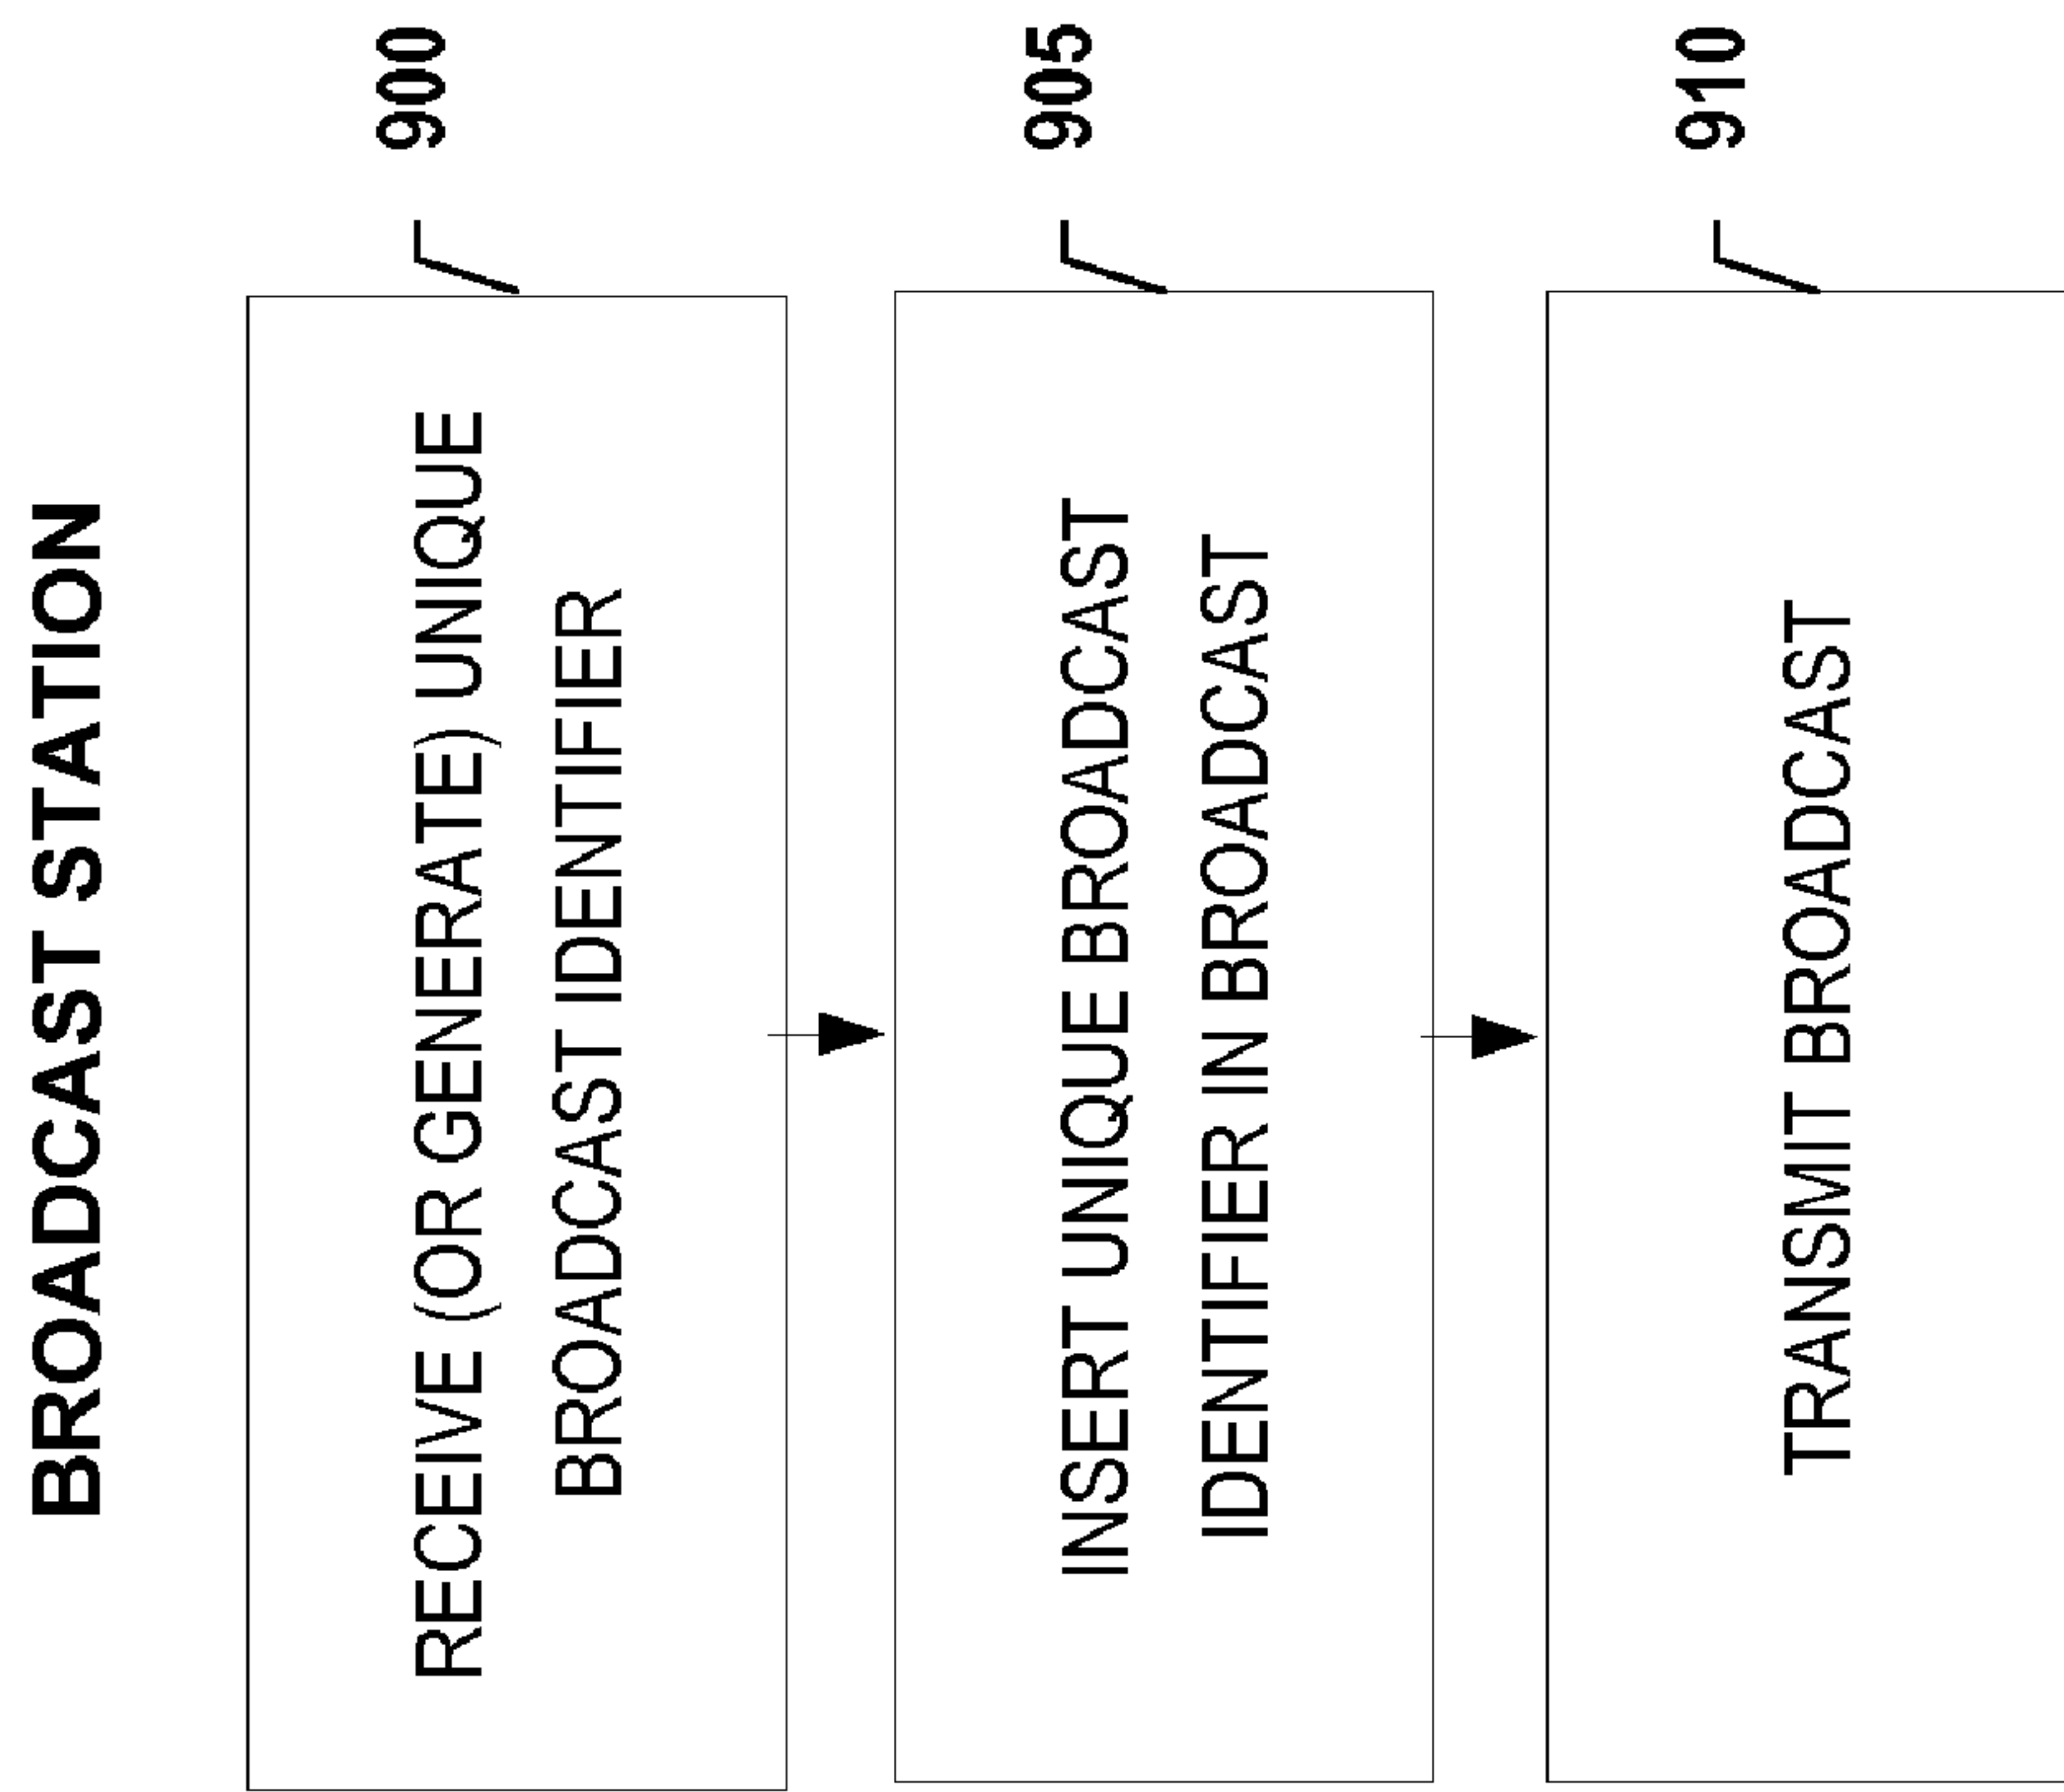 BROADCAST STATION
900
RECEIVE (OR GENERATE) UNIQUE
BROADCAST IDENTIFIER
905
INSERT UNIQUE BROADCAST
IDENTIFIER IN BROADCAST
910
TRANSMIT BROADCAST